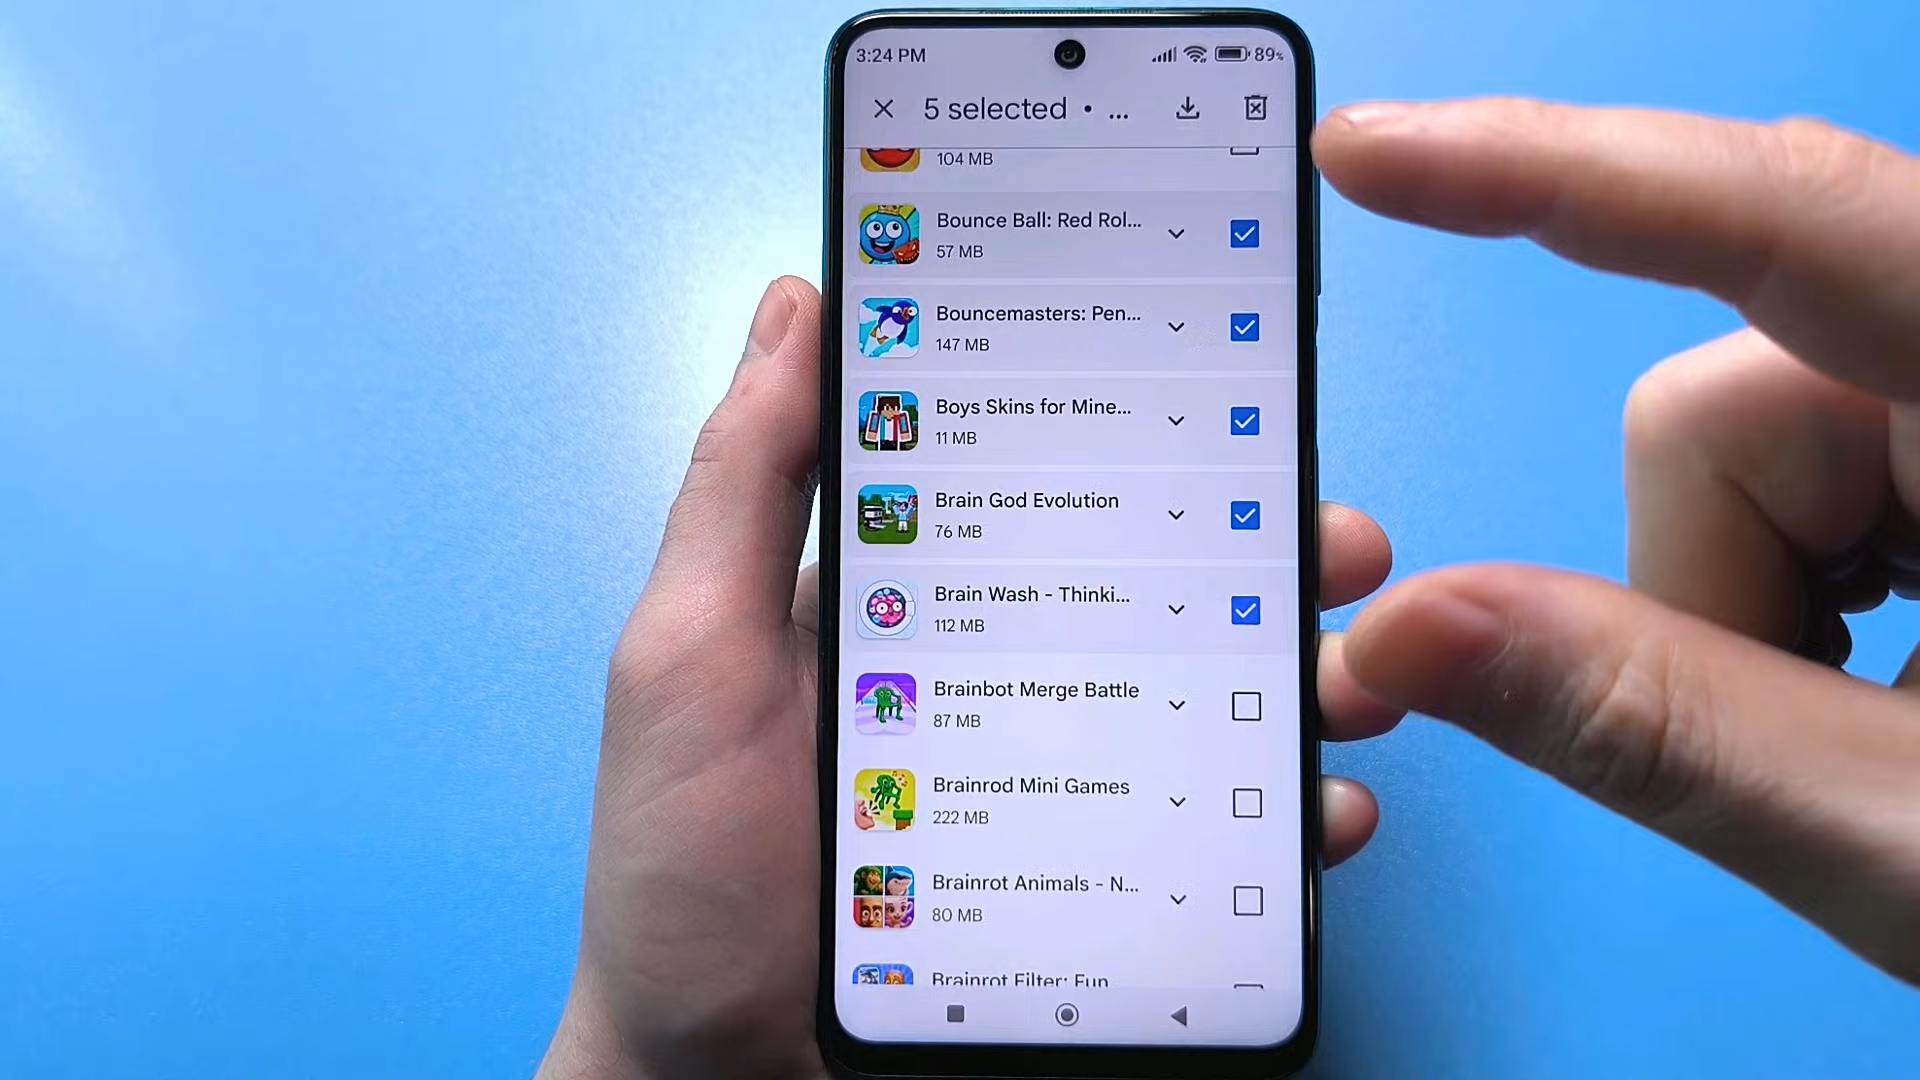 3:24 PM
89%
5 selected • ...
104 MB
Bounce Ball: Red Rol...
57 MB
Bouncemasters: Pen...
147 MB
Boys Skins for Mine...
11 MB
Brain God Evolution
76 MB
Brain Wash - Thinki...
112 MB
Brainbot Merge Battle
87 MB
Brainrod Mini Games
222 MB
Brainrot Animals - N...
80 MB
Brainrot Filter: Fun